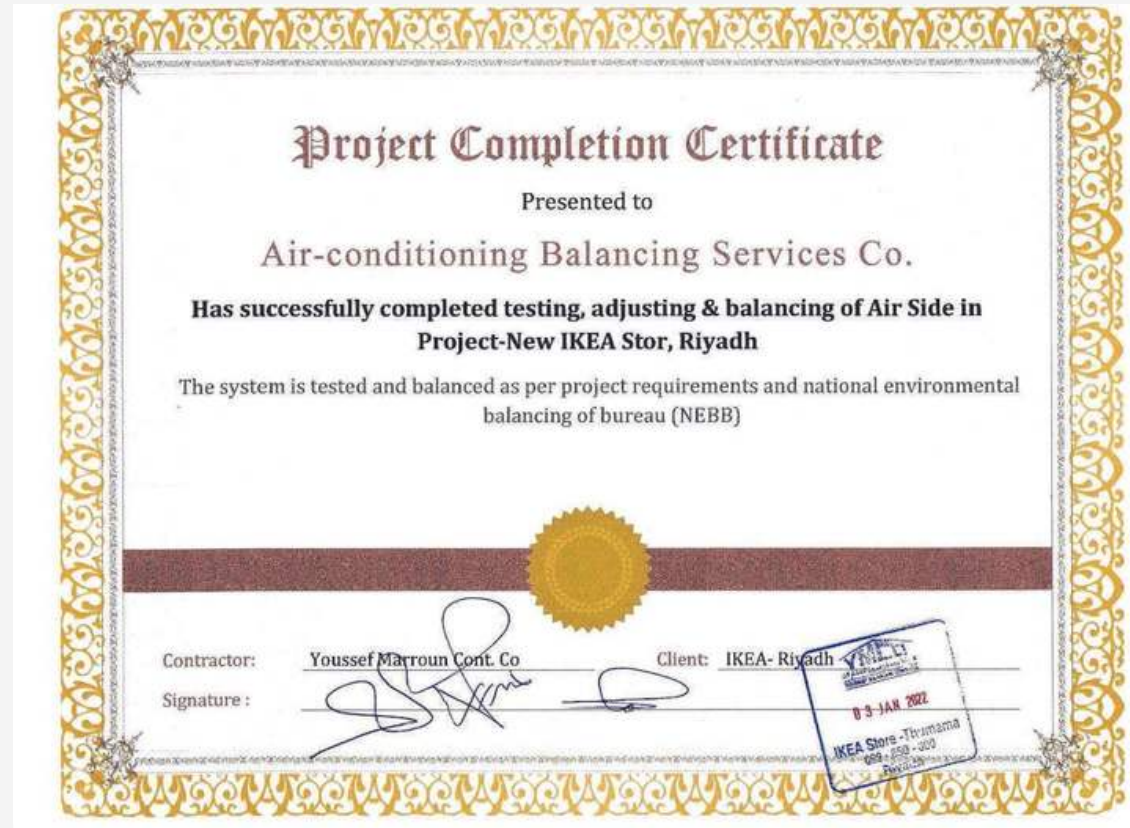 Project Completion Certificate
Presented to
Air-conditioning Balancing Services Co.
Has successfully completed testing, adjusting & balancing of Air Side in
Project-New IKEA Stor, Riyadh
The system is tested and balanced as per project requirements and national environmental
balancing of bureau (NEBB)
Contractor: Youssef Marroun Cont. Co Client: IKEA- Riyadh
Signature :
03 JAN 2022
IKEA Store -Thumama
Riyadh